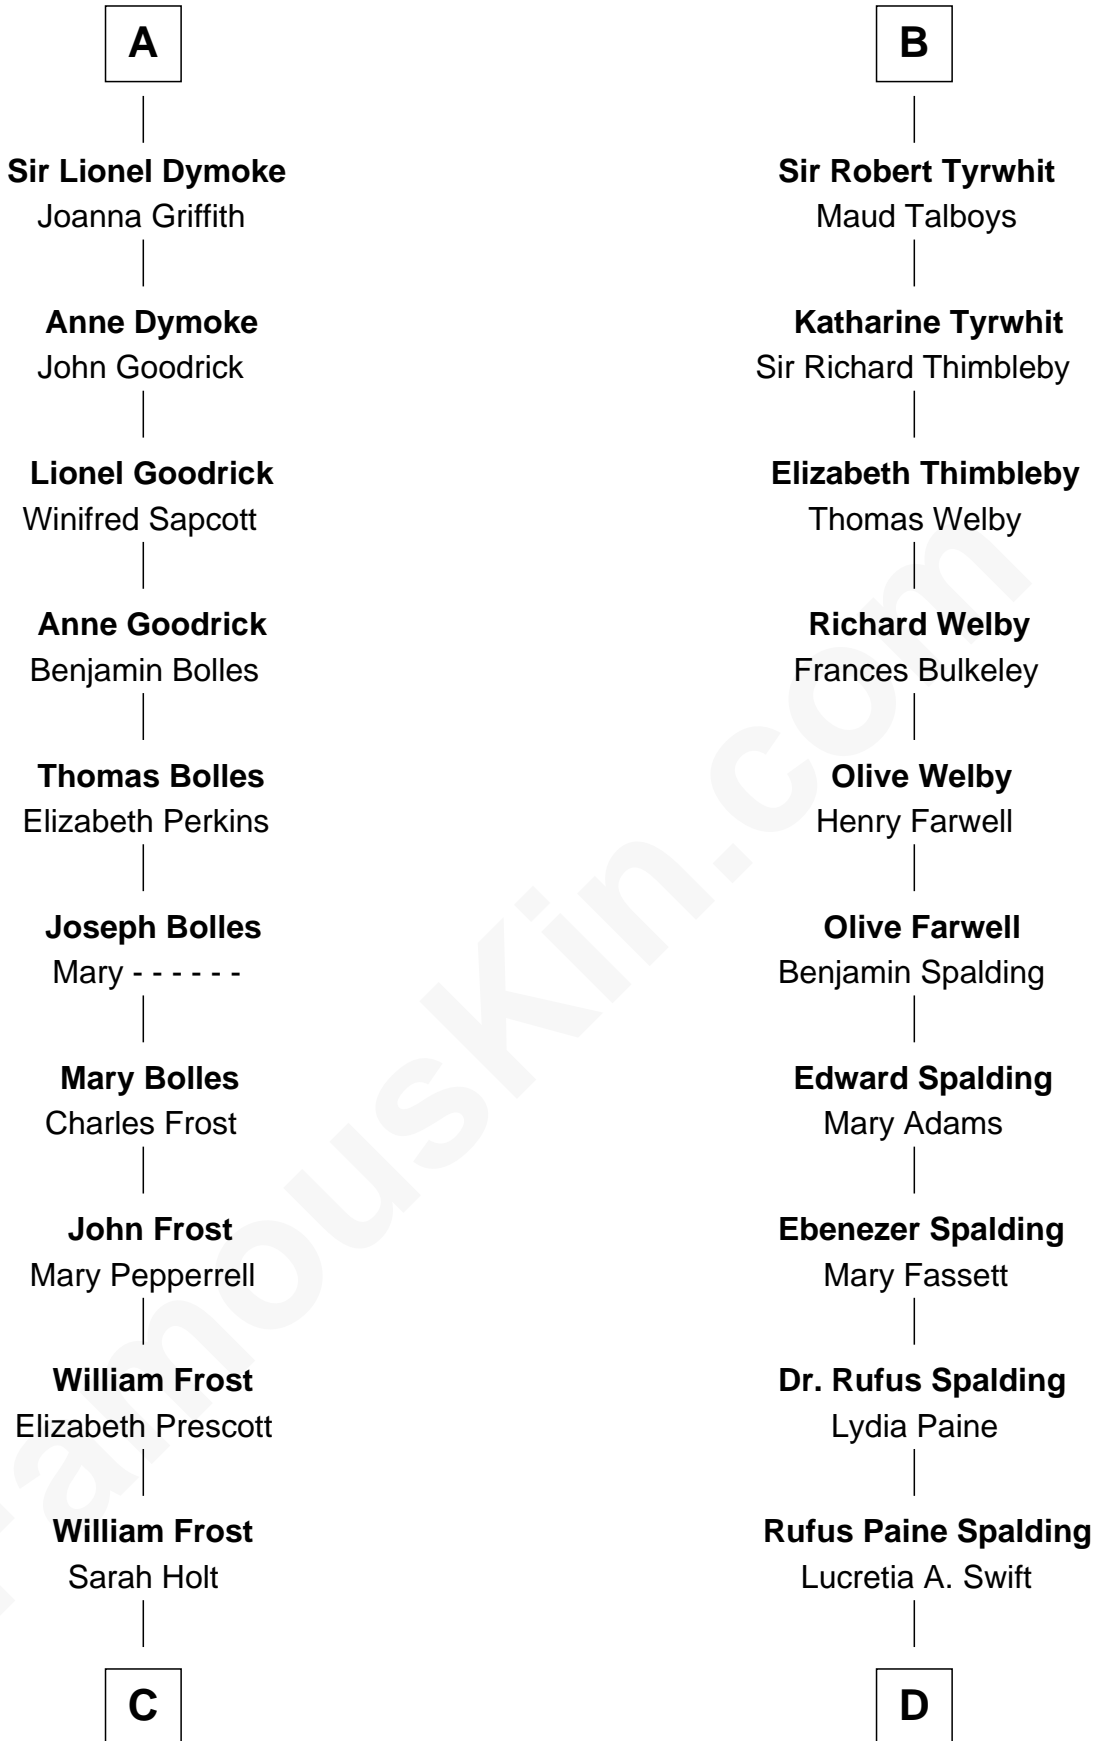 A
Sir Lionel Dymoke
Joanna Griffith
Anne Dymoke
John Goodrick
Lionel Goodrick
Winifred Sapcott
Anne Goodrick
Benjamin Bolles
Thomas Bolles
Elizabeth Perkins
Joseph Bolles
Mary - - - - - -
Mary Bolles
Charles Frost
John Frost
Mary Pepperrell
William Frost
Elizabeth Prescott
William Frost
Sarah Holt
C
B
Sir Robert Tyrwhit
Maud Talboys
Katharine Tyrwhit
Sir Richard Thimbleby
Elizabeth Thimbleby
Thomas Welby
Richard Welby
Frances Bulkeley
Olive Welby
Henry Farwell
Olive Farwell
Benjamin Spalding
Edward Spalding
Mary Adams
Ebenezer Spalding
Mary Fassett
Dr. Rufus Spalding
Lydia Paine
Rufus Paine Spalding
Lucretia A. Swift
D
FamousKin.com